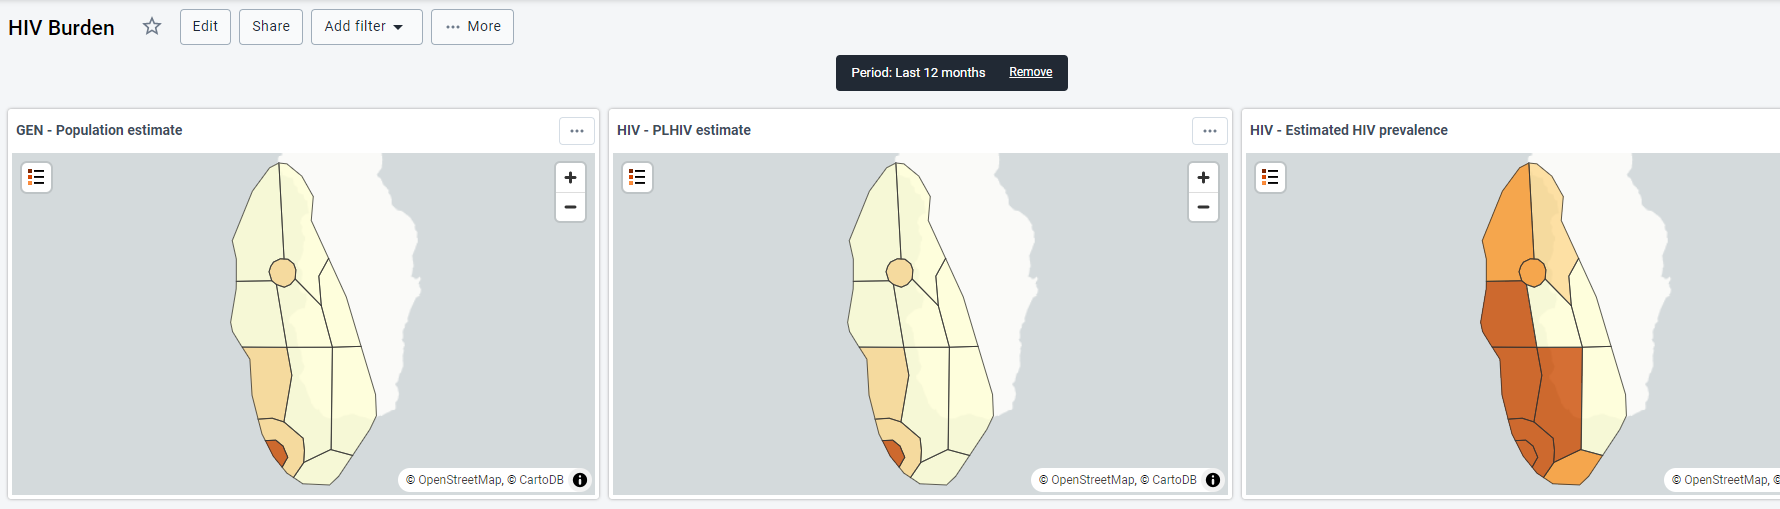 HIV Burden
Edit
Share
Add filter
More
Period: Last 12 months
Remove
GEN - Population estimate
HIV - PLHIV estimate
HIV - Estimated HIV prevalence
© OpenStreetMap, © CartoDB
© OpenStreetMap, © CartoDB
© OpenStreetMap, ©